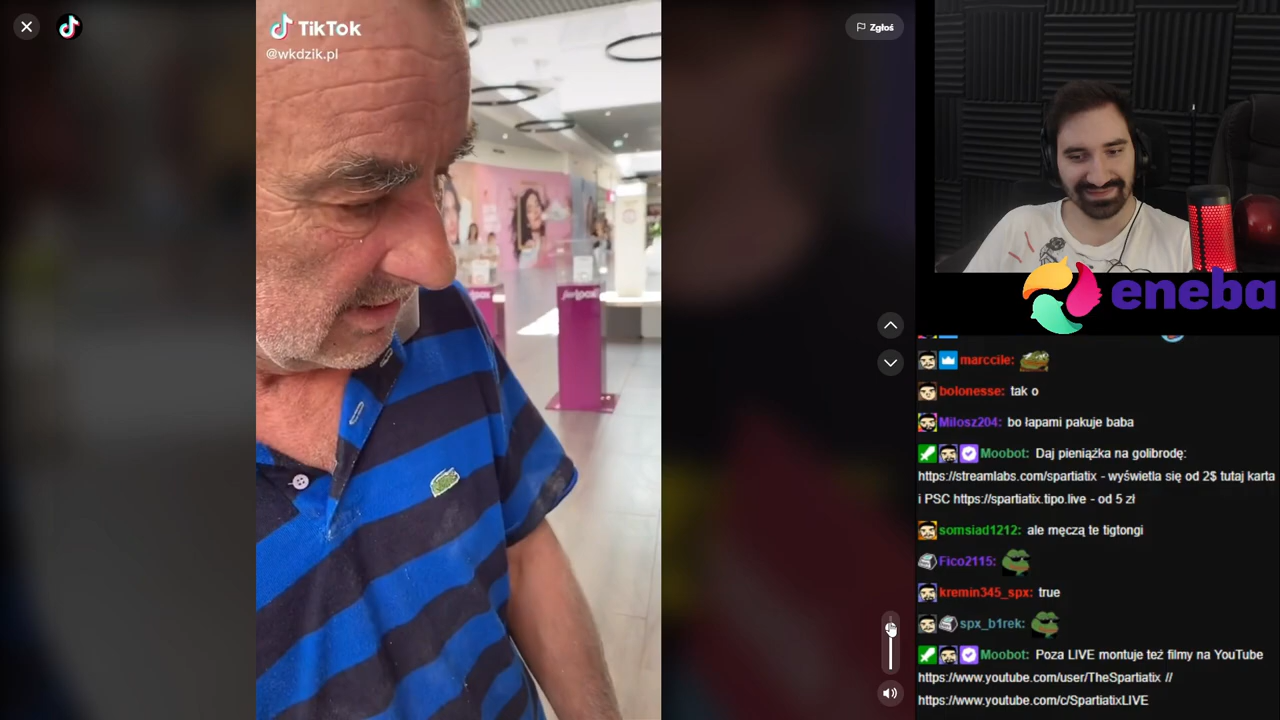 TikTok
@wkdzik.pl
Zgłoś
eneba
marccile:
bolonesse: tak o
Milosz204: bo łapami pakuje baba
Moobot: Daj pieniążka na golibrodę:
https://streamlabs.com/spartiatix - wyświetla się od 2$ tutaj karta
i PSC https://spartiatix.tipo.live - od 5 zł
somsiad1212: ale męczą te tigtongi
Fico2115:
kremin345_spx: true
spx_b1rek:
Moobot: Poza LIVE montuje też filmy na YouTube
https://www.youtube.com/user/TheSpartiatix //
https://www.youtube.com/c/SpartiatixLIVE